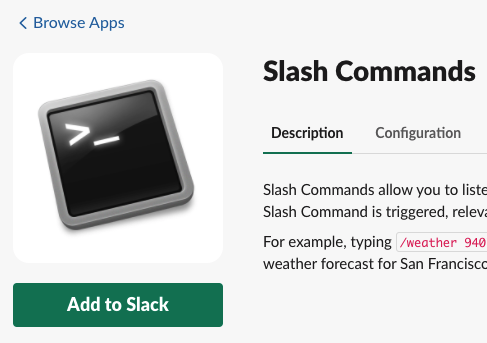 Browse Apps
>_
Slash Commands
Description Configuration
Slash Commands allow you to
Slash Command is triggered,
For example, typing /weather
weather forecast for San Francisco
Add to Slack